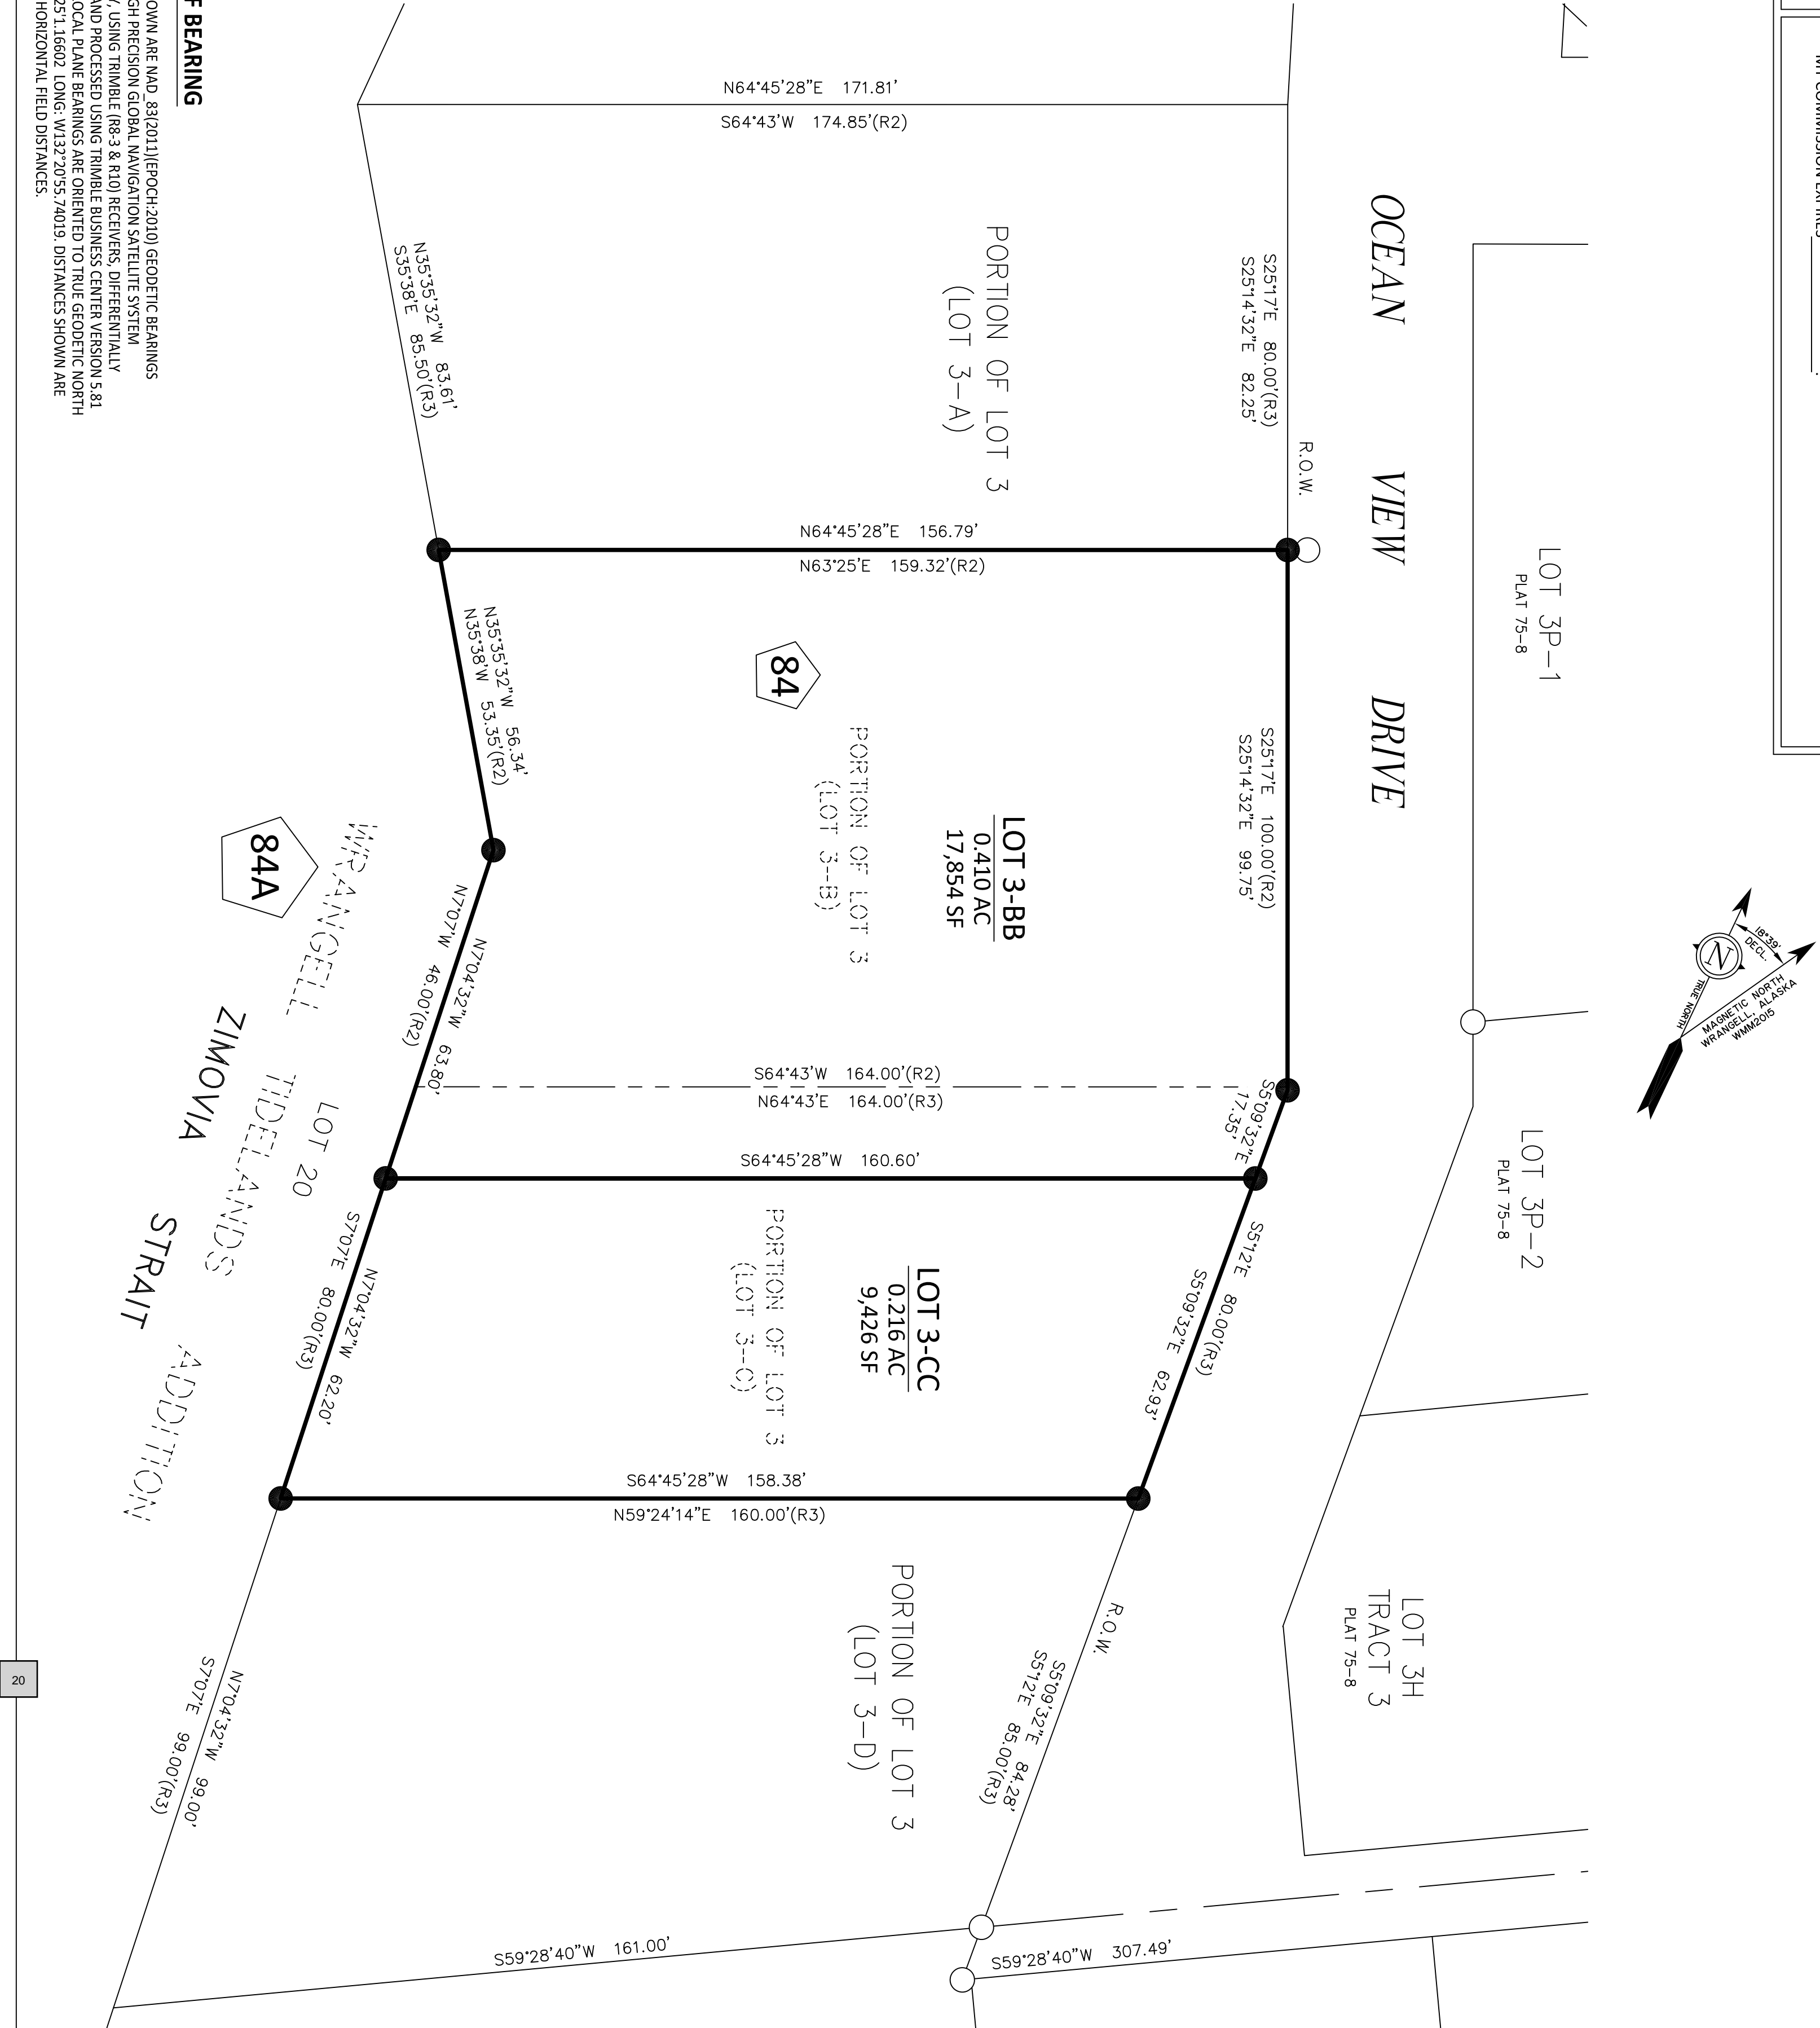 MY COMMISSION EXPIRES ____________.
F BEARING
OWN ARE NAD_83(2011)(EPOCH:2010) GEODETIC BEARINGS
GH PRECISION GLOBAL NAVIGATION SATELLITE SYSTEM
, USING TRIMBLE (R8-3 & R10) RECEIVERS, DIFFERENTIALLY
AND PROCESSED USING TRIMBLE BUSINESS CENTER VERSION 5.81
OCAL PLANE BEARINGS ARE ORIENTED TO TRUE GEODETIC NORTH
25'1.16602 LONG: W132°20'55.74019. DISTANCES SHOWN ARE
HORIZONTAL FIELD DISTANCES.
N64°45'28"E 171.81'
S64°43'W 174.85'(R2)
N35°35'32"W 83.61'
S35°38'E 85.50'(R3)
PORTION OF LOT 3
(LOT 3-A)
S25°17'E 80.00'(R3)
S25°14'32"E 82.25'
R.O.W.
OCEAN VIEW DRIVE
LOT 3P-1
PLAT 75-8
N64°45'28"E 156.79'
N63°25'E 159.32'(R2)
N35°35'32"W 56.34'
N35°38'W 53.35'(R2)
84
PORTION OF LOT 3
(LOT 3-B)
LOT 3-BB
0.410 AC
17,854 SF
S25°17'E 100.00'(R2)
S25°14'32"E 99.75'
84A
WRANGELL TIDELANDS ADDITION
LOT 20
ZIMOVIA STRAIT
N7°04'32"W 63.80'
N7°07'W 46.00'(R2)
S64°43'W 164.00'(R2)
N64°43'E 164.00'(R3)
S5°09'32"E
17.35'
S64°45'28"W 160.60'
18°39'
DECL.
N
TRUE NORTH
MAGNETIC NORTH
WRANGELL, ALASKA
WMM2015
LOT 3P-2
PLAT 75-8
N7°04'32"W 62.20'
S7°07'E 80.00'(R3)
PORTION OF LOT 3
(LOT 3-C)
LOT 3-CC
0.216 AC
9,426 SF
S5°12'E 80.00'(R3)
S5°09'32"E 62.93'
S64°45'28"W 158.38'
N59°24'14"E 160.00'(R3)
PORTION OF LOT 3
(LOT 3-D)
R.O.W.
S5°09'32"E 84.28'
S5°12'E 85.00'(R3)
LOT 3H
TRACT 3
PLAT 75-8
N7°04'32"W 99.00'
S7°07'E 99.00'(R3)
S59°28'40"W 161.00'
S59°28'40"W 307.49'
20